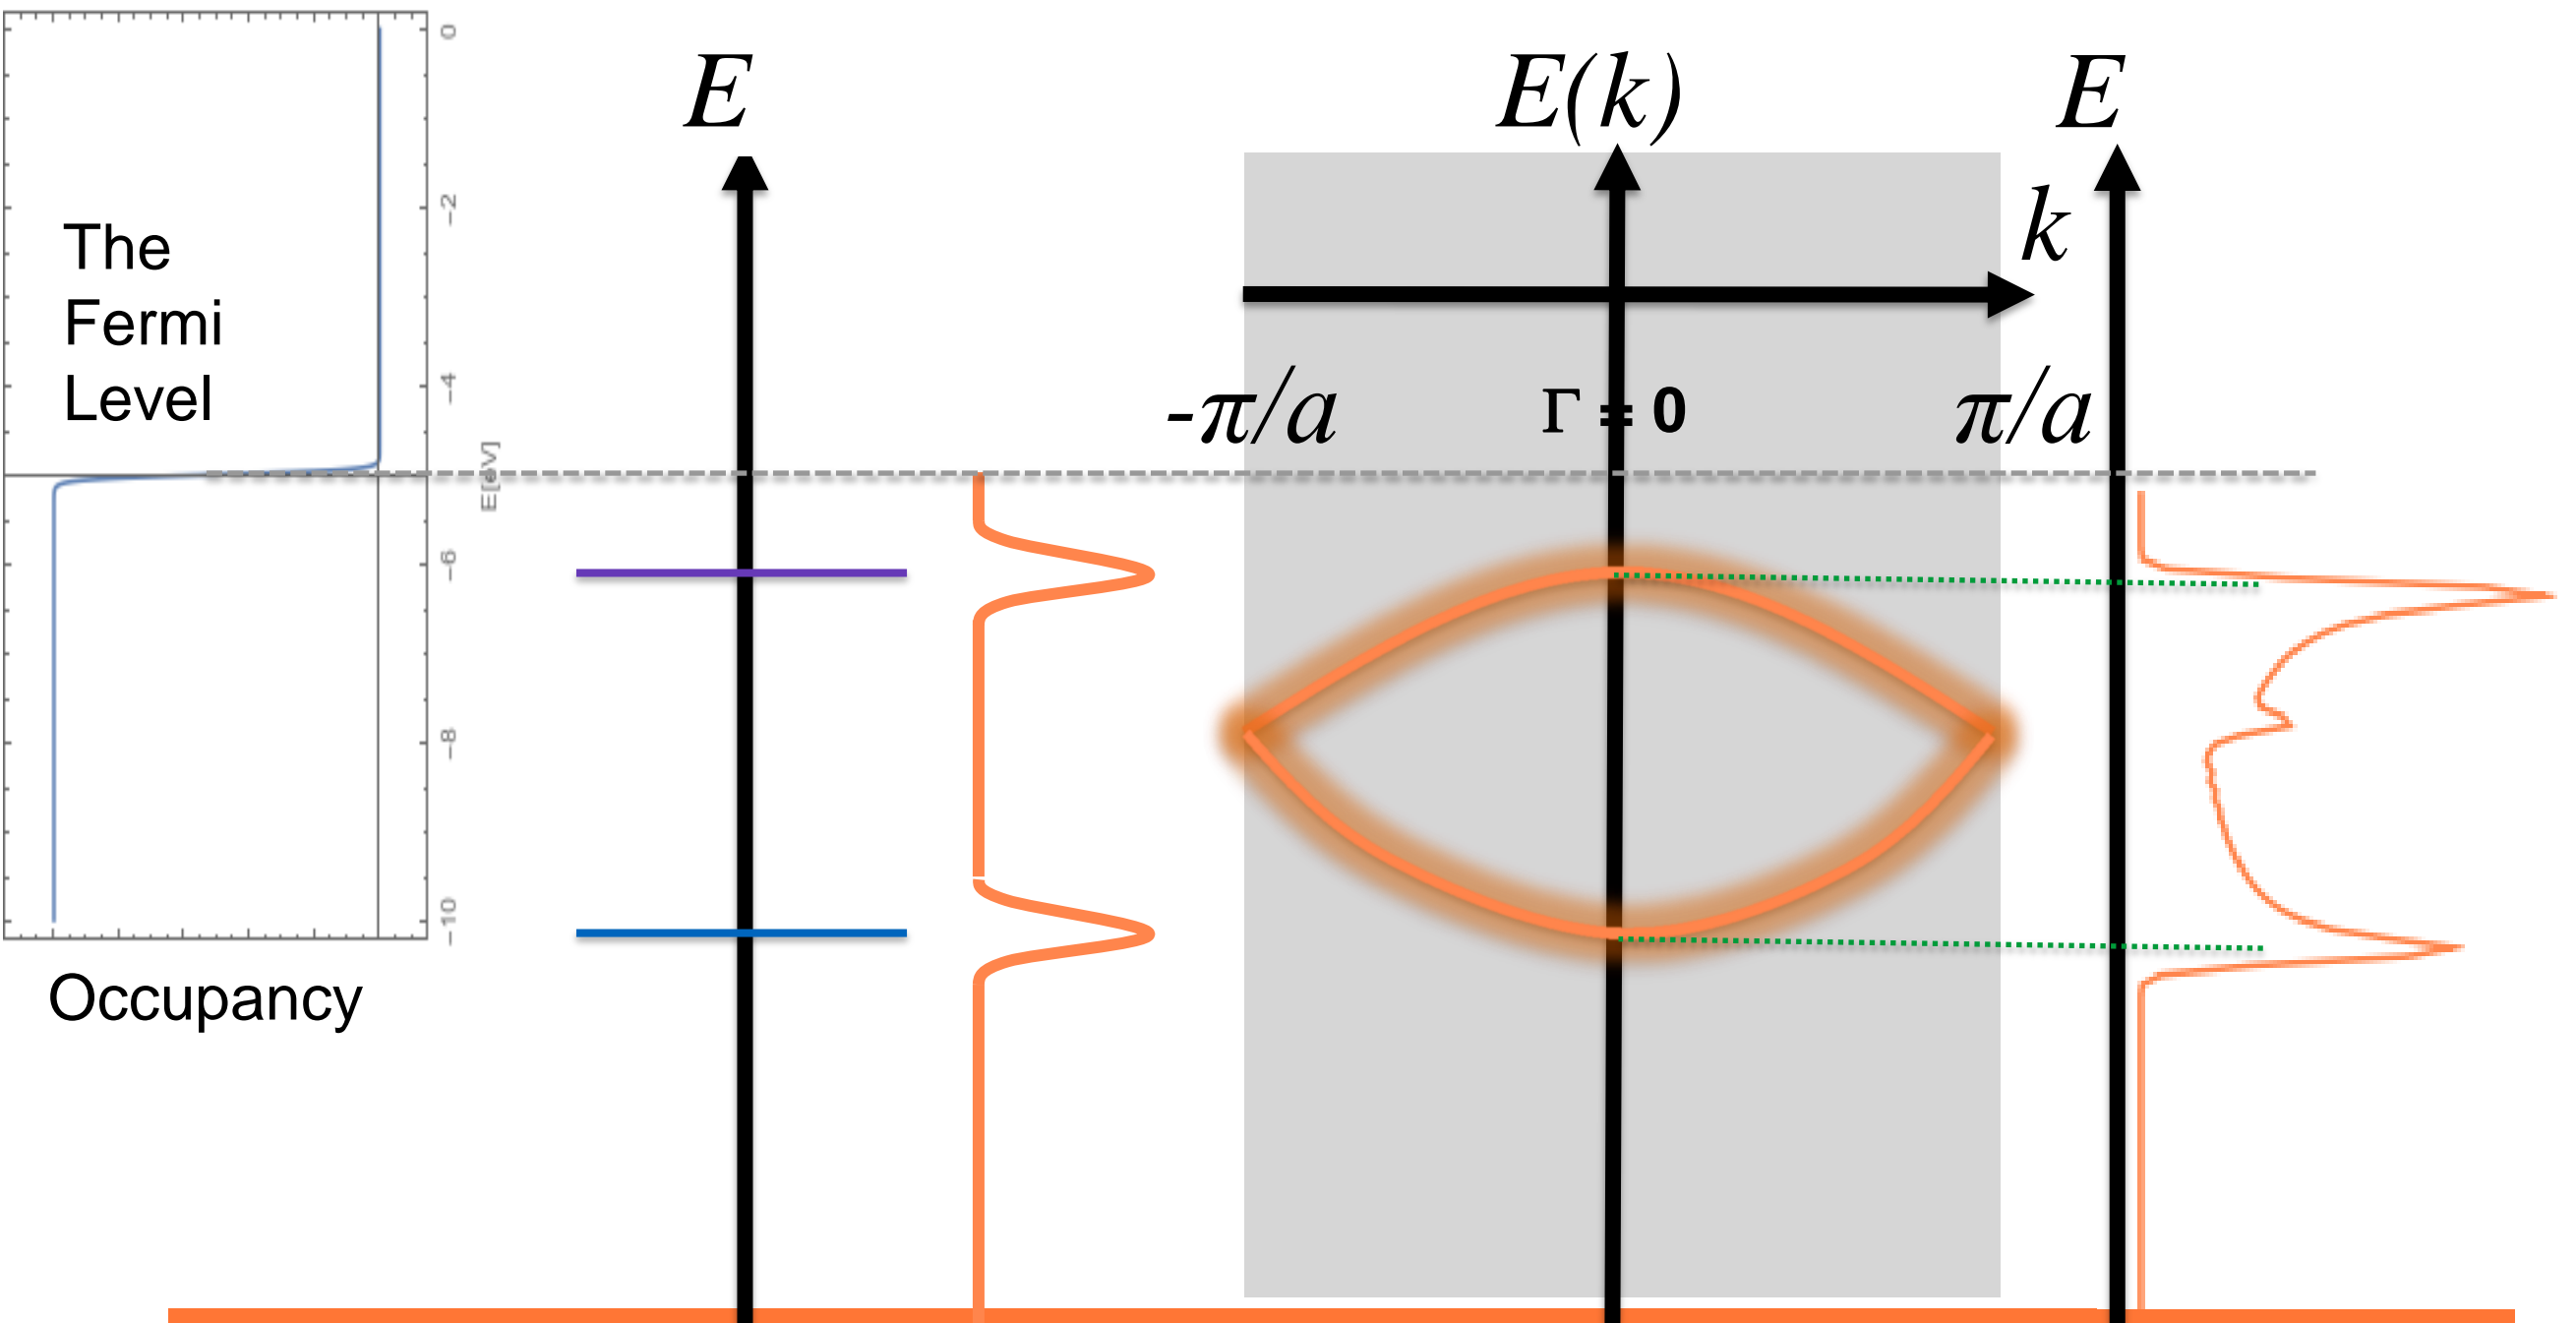 E
E(k)
E
k
The
Fermi
Level
-π/a
Γ = 0
π/a
0
-2
-4
E[eV]
-6
-8
-10
Occupancy